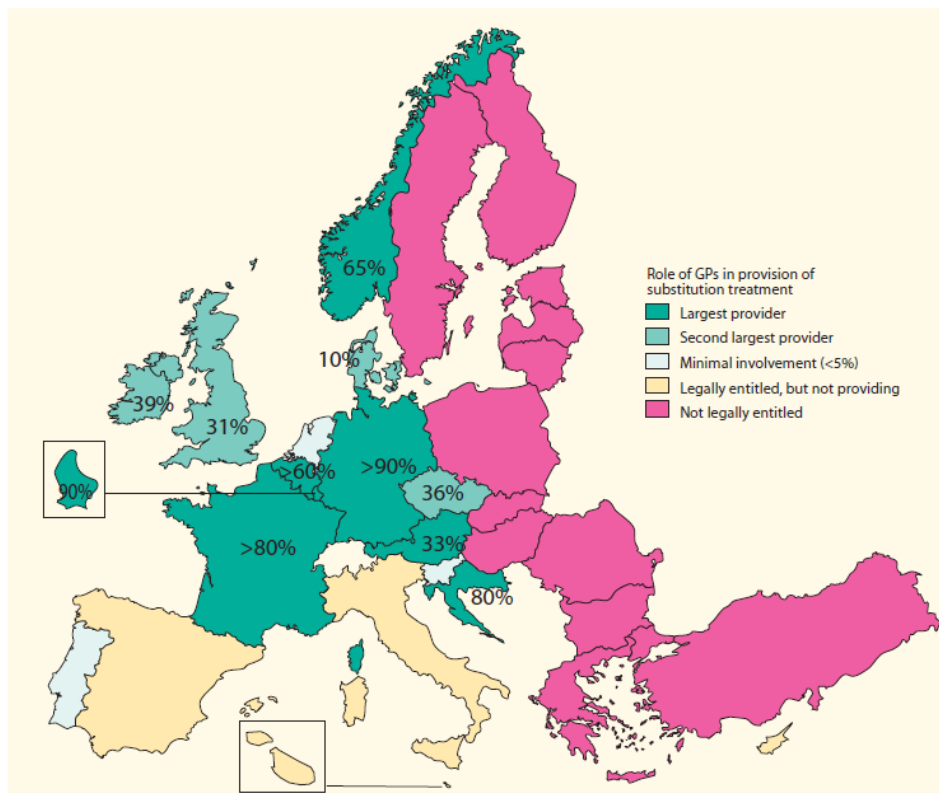 65%
10%
39%
31%
>60%
>90%
90%
36%
>80%
33%
80%
Role of GPs in provision of
substitution treatment
Largest provider
Second largest provider
Minimal involvement (<5%)
Legally entitled, but not providing
Not legally entitled